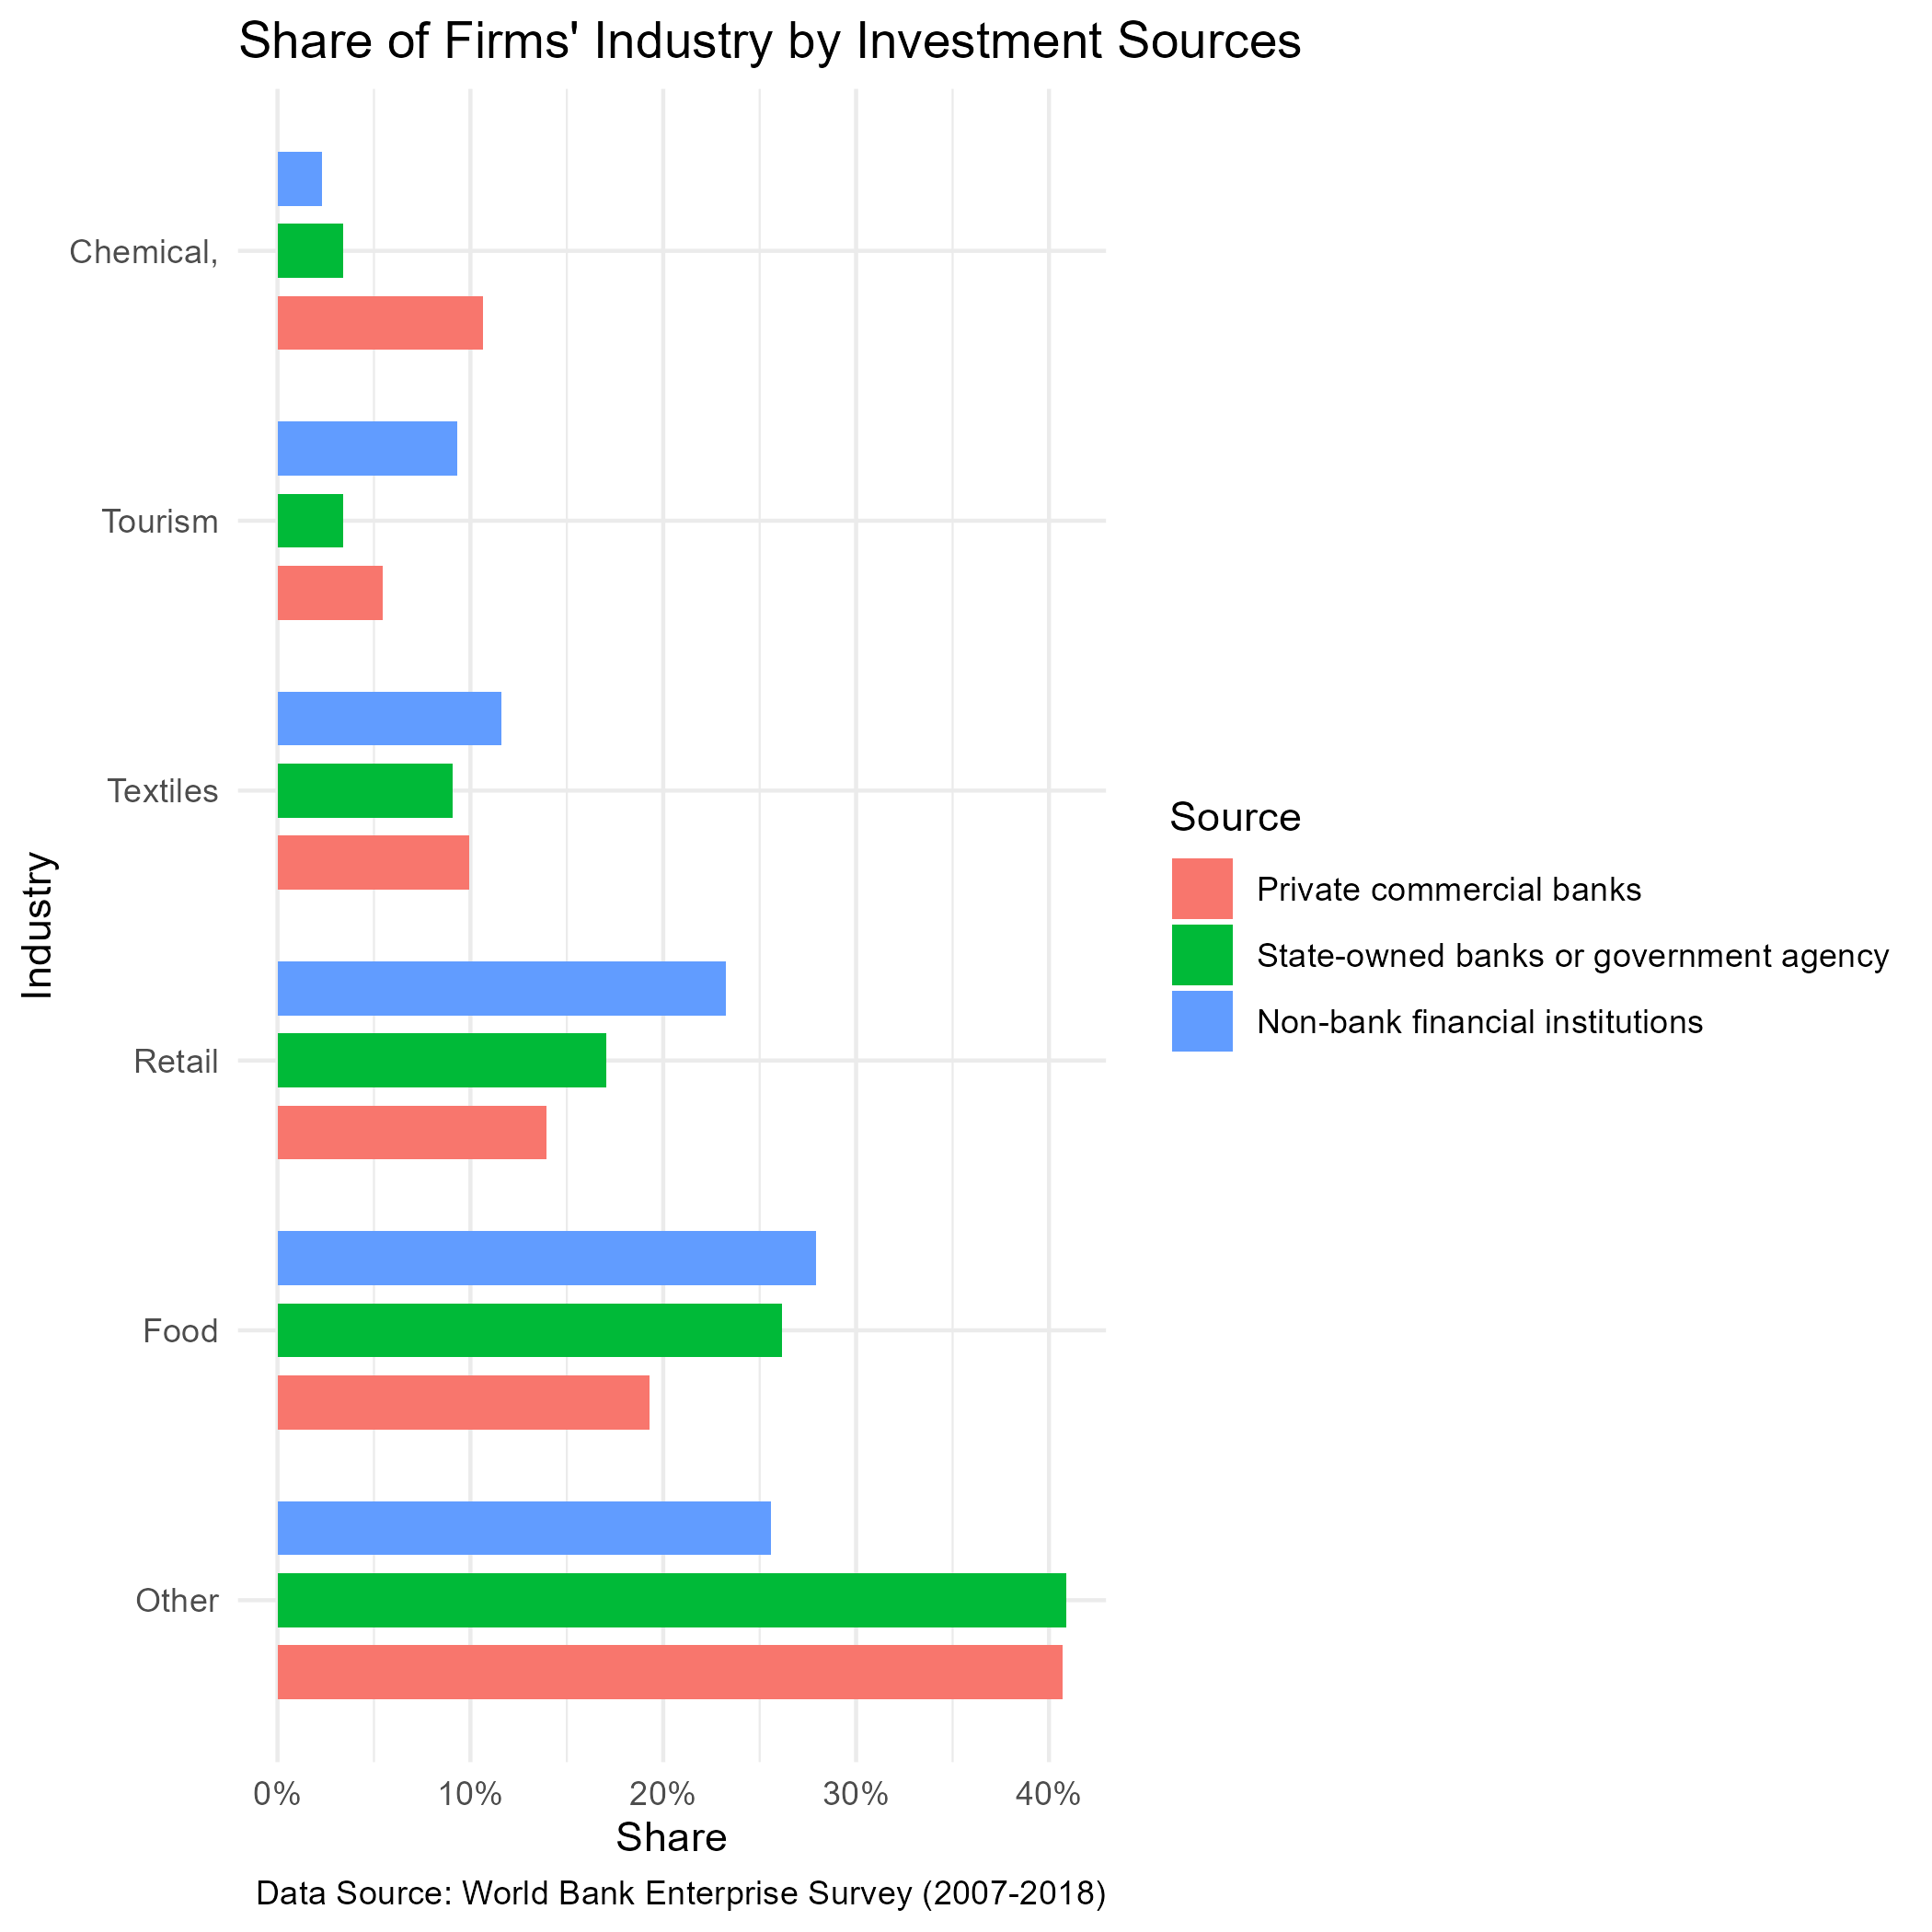 Share of Firms' Industry by Investment Sources
Industry
Chemical,
Tourism
Textiles
Retail
Food
Other
0%
10%
20%
30%
40%
Share
Source
Private commercial banks
State-owned banks or government agency
Non-bank financial institutions
Data Source: World Bank Enterprise Survey (2007-2018)